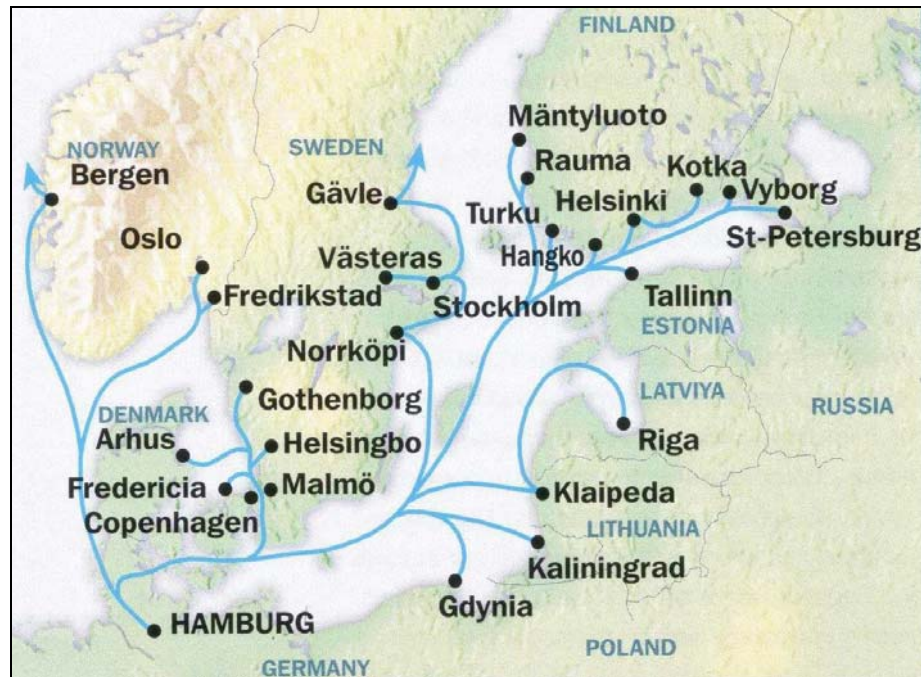 FINLAND
Mäntyluoto
NORWAY
SWEDEN
Bergen
Rauma
Kotka
Gävle
Turku
Helsinki
Vyborg
Oslo
Hangko
St-Petersburg
Västeras
Fredrikstad
Stockholm
Tallinn
ESTONIA
Norrköpi
Gothenborg
LATVIYA
RUSSIA
DENMARK
Arhus
Helsingbo
Riga
Fredericia
Malmö
Klaipeda
Copenhagen
LITHUANIA
Kaliningrad
Gdynia
HAMBURG
POLAND
GERMANY